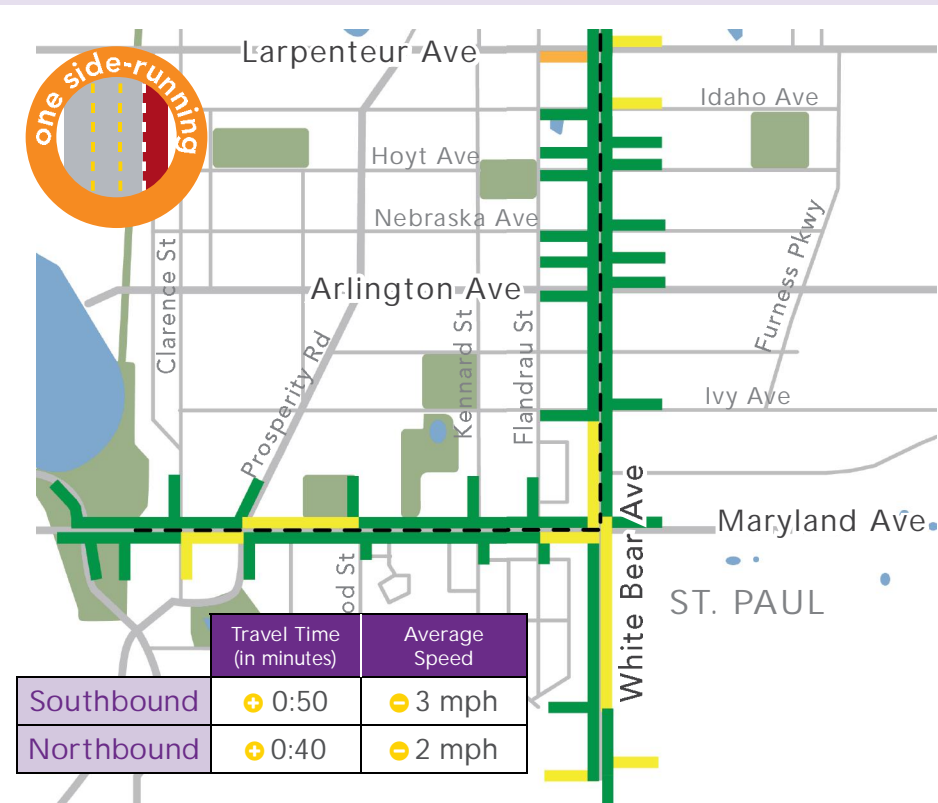 Larpenteur Ave
one side-running
Idaho Ave
Hoyt Ave
Nebraska Ave
Clarence St
Arlington Ave
Furness Pkwy
Prosperity Rd
Kennard St
Flandrau St
Ivy Ave
White Bear Ave
Maryland Ave
ST. PAUL
od St
Travel Time
(in minutes)
Average
Speed
Southbound + 0:50 - 3 mph
Northbound + 0:40 - 2 mph